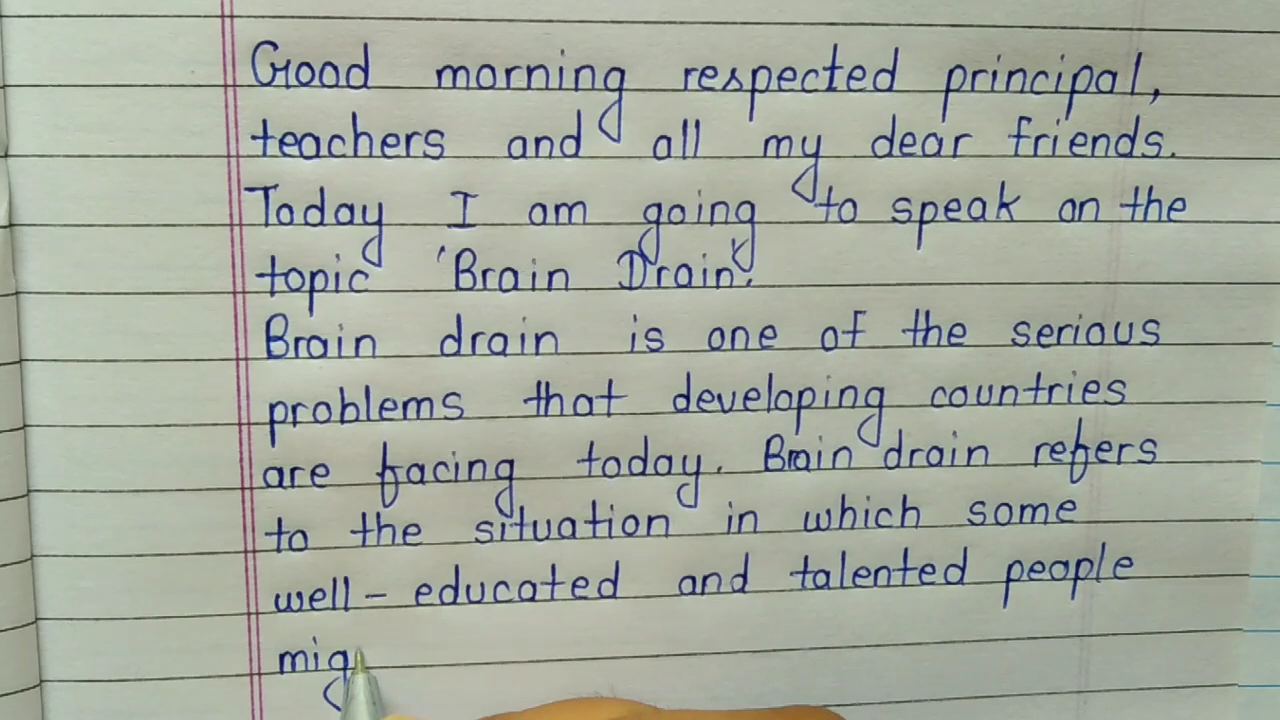 Good morning respected principal,
teachers and all my dear friends.
Today I am going to speak on the
topic 'Brain Drain'.
Brain drain is one of the serious
problems that developing countries
are facing today. Brain drain refers
to the situation in which some
well - educated and talented people
mig